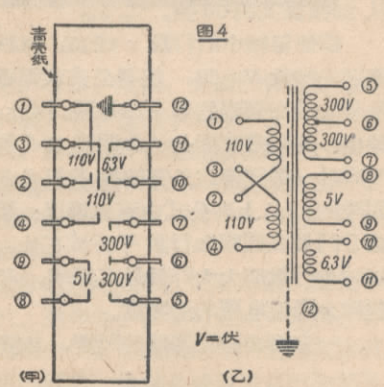 图4
青壳纸
① ⑫
③ 110V 6,3V ⑪
② ⑩
110V
④ 300V ⑦
⑨ 5V 300V ⑥
⑧ ⑤
(甲)
⑤
300V
① ⑥
110V 300V
⑦
③ ⑧
② 5V
110V ⑨
④ ⑩
6,3V
⑪
⑫
V=伏
(乙)